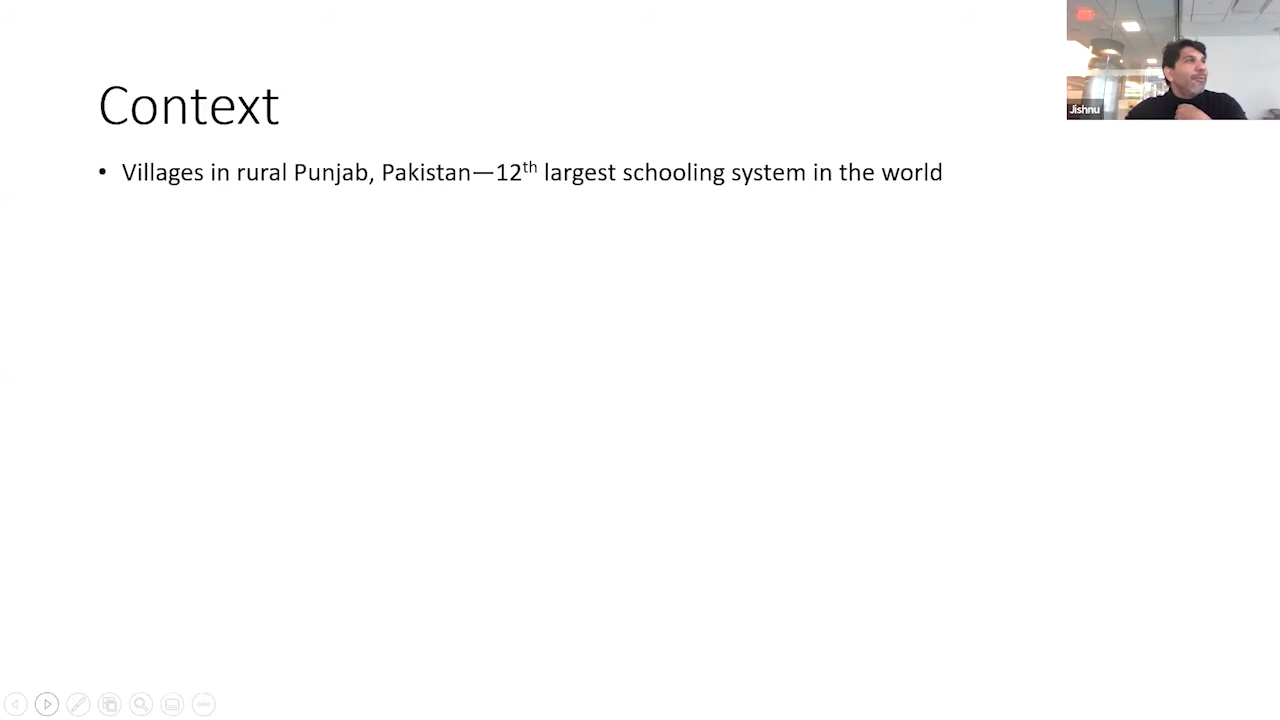 Context
• Villages in rural Punjab, Pakistan—12th largest schooling system in the world
Jishnu